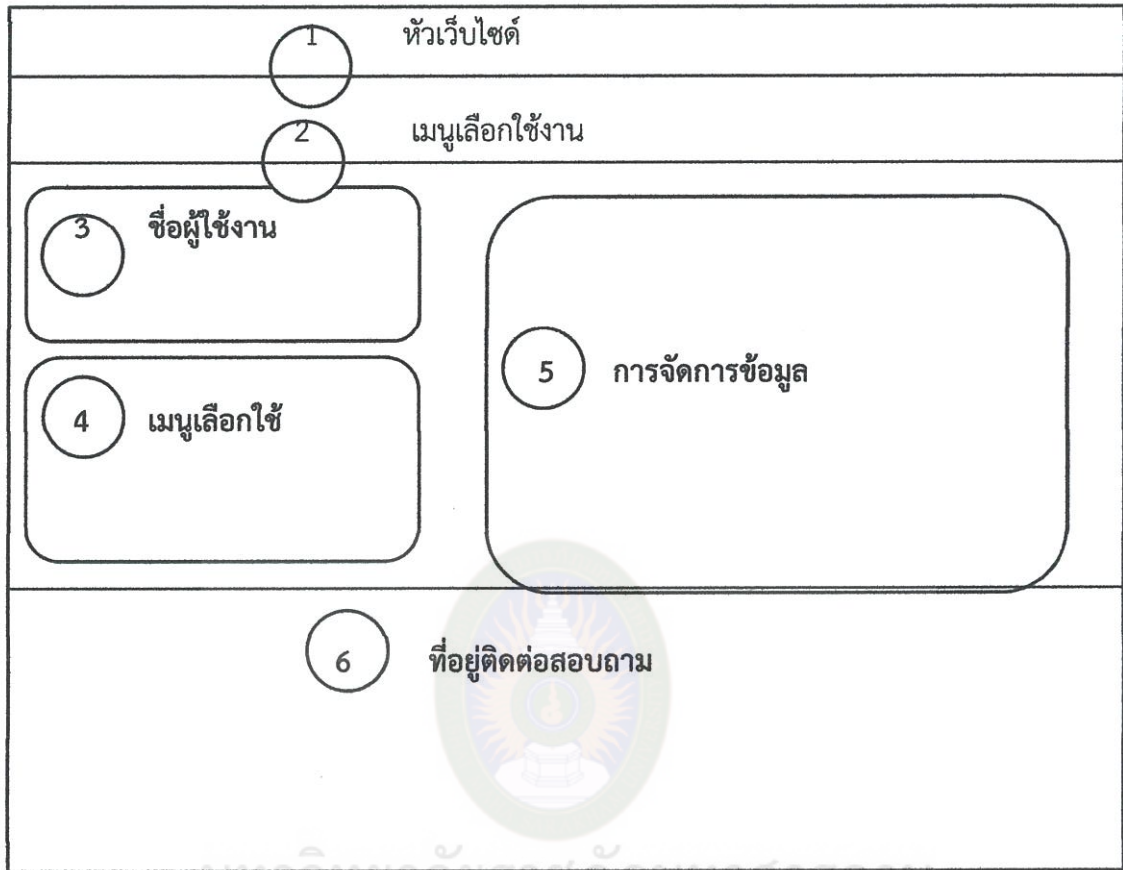 1 หัวเว็บไซด์
2 เมนูเลือกใช้งาน
3 ชื่อผู้ใช้งาน
4 เมนูเลือกใช้
5 การจัดการข้อมูล
6 ที่อยู่ติดต่อสอบถาม